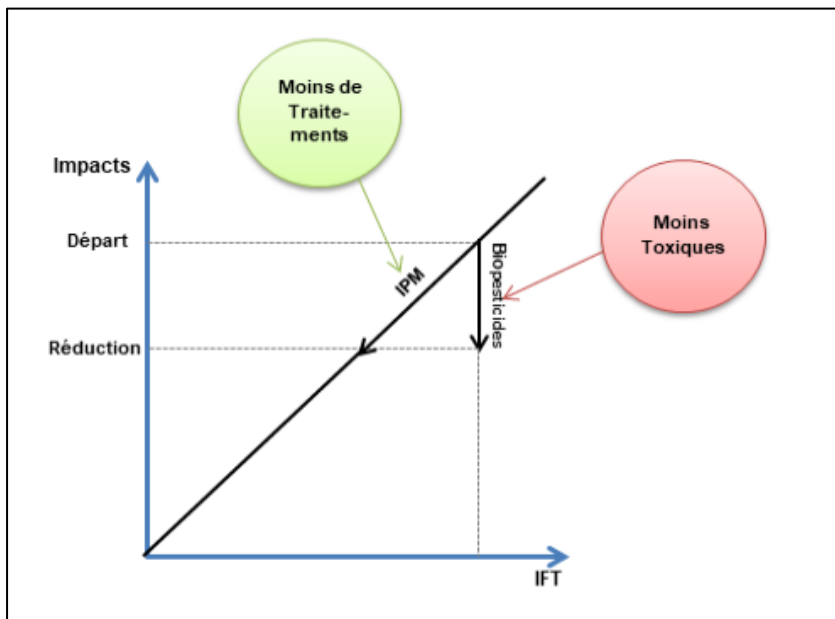 Moins de
Traite-
ments
Impacts
Moins
Toxiques
Départ
Biopesticides
IPM
Réduction
IFT